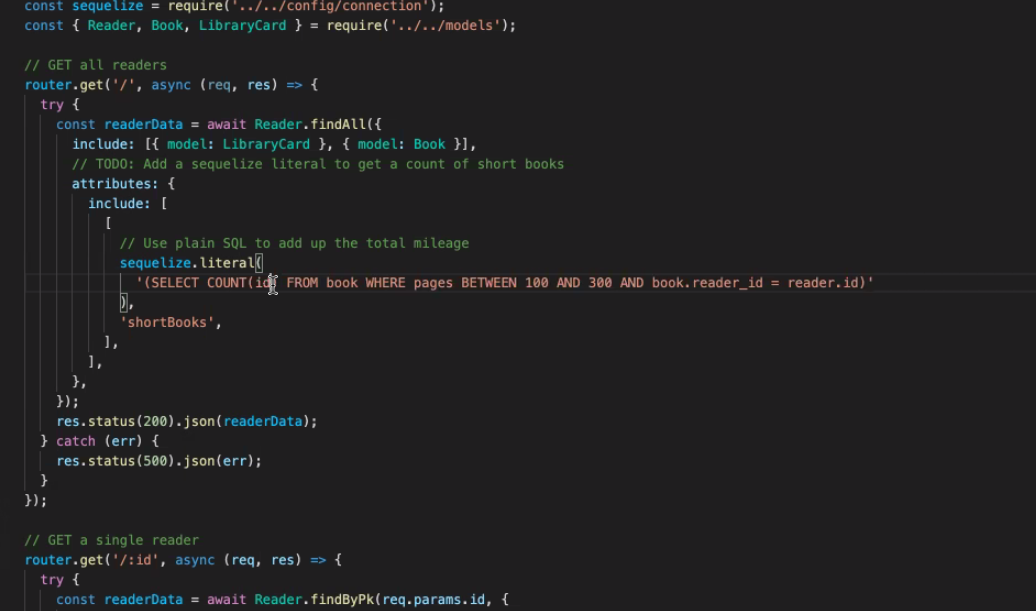 const sequelize = require('../../config/connection');
const { Reader, Book, LibraryCard } = require('../../models');
// GET all readers
router.get('/', async (req, res) => {
try {
const readerData = await Reader.findAll({
include: [{ model: LibraryCard }, { model: Book }],
// TODO: Add a sequelize literal to get a count of short books
attributes: {
include: [
[
// Use plain SQL to add up the total mileage
sequelize.literal(
'(SELECT COUNT(id) FROM book WHERE pages BETWEEN 100 AND 300 AND book.reader_id = reader.id)'
),
'shortBooks',
],
],
},
});
res.status(200).json(readerData);
} catch (err) {
res.status(500).json(err);
}
});
// GET a single reader
router.get('/:id', async (req, res) => {
try {
const readerData = await Reader.findByPk(req.params.id, {